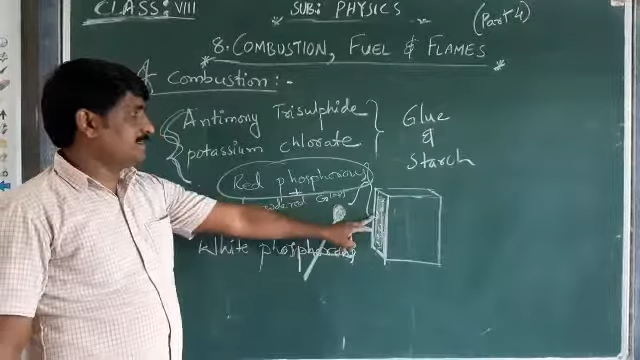 CLASS: VIII
SUB: PHYSICS
(Part 4)
8. COMBUSTION, FUEL & FLAMES
Combustion :-
Antimony Trisulphide
potassium chlorate
Glue
&
Starch
Red phosphorous
+
White phosphorous